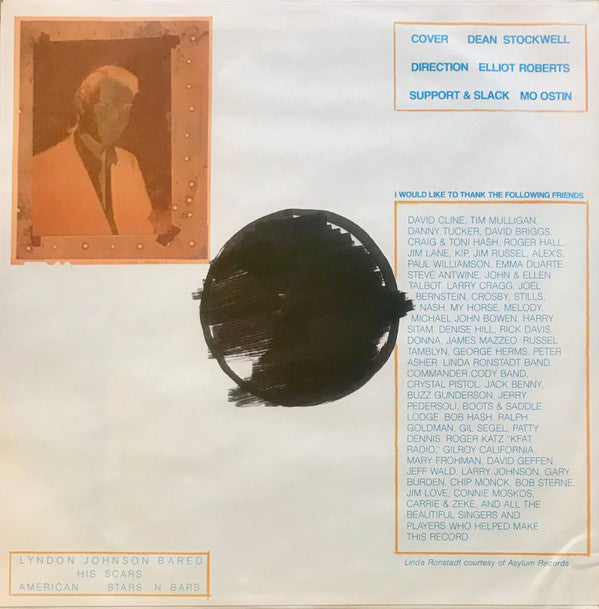 COVER DEAN STOCKWELL
DIRECTION ELLIOT ROBERTS
SUPPORT & SLACK MO OSTIN
I WOULD LIKE TO THANK THE FOLLOWING FRIENDS
DAVID CLINE, TIM MULLIGAN,
DANNY TUCKER, DAVID BRIGGS,
CRAIG & TONI HASH, ROGER HALL,
JIM LANE, KIP, JIM RUSSEL, ALEX'S
PAUL WILLIAMSON, EMMA DUARTE,
STEVE ANTWINE, JOHN & ELLEN
TALBOT, LARRY CRAGG, JOEL
BERNSTEIN, CROSBY, STILLS,
NASH, MY HORSE, MELODY,
MICHAEL JOHN BOWEN, HARRY
SITAM, DENISE HILL, RICK DAVIS,
DONNA, JAMES MAZZEO, RUSSEL
TAMBLYN, GEORGE HERMS, PETER
ASHER, LINDA RONSTADT BAND,
COMMANDER CODY BAND,
CRYSTAL PISTOL, JACK BENNY,
BUZZ GUNDERSON, JERRY
PEDERSOLI, BOOTS & SADDLE
LODGE, BOB HASH, RALPH
GOLDMAN, GIL SEGEL, PATTY
DENNIS, ROGER KATZ "KFAT
RADIO," GILROY CALIFORNIA
MARY FROHMAN, DAVID GEFFEN
JEFF WALD, LARRY JOHNSON, GARY
BURDEN, CHIP MONCK, BOB STERNE
JIM LOVE, CONNIE MOSKOS,
CARRIE & ZEKE, AND ALL THE
BEAUTIFUL SINGERS AND
PLAYERS WHO HELPED MAKE
THIS RECORD.
Linda Ronstadt courtesy of Asylum Records
LYNDON JOHNSON BARED
HIS SCARS
AMERICAN . . . STARS 'N BARS